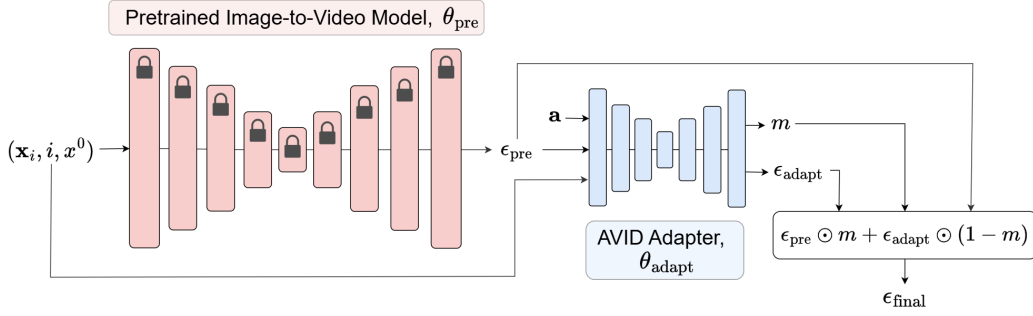 Pretrained Image-to-Video Model, θ_pre
(𝐱_i, i, x^0)
ϵ_pre
𝐚
m
ϵ_adapt
AVID Adapter,
θ_adapt
ϵ_pre ⊙ m + ϵ_adapt ⊙ (1 − m)
ϵ_final